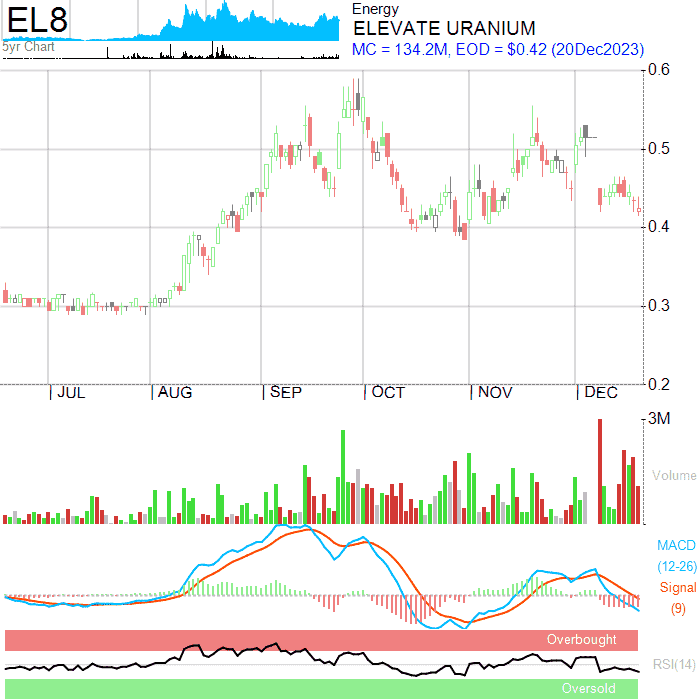 EL8
5yr Chart
Energy
ELEVATE URANIUM
MC = 134.2M, EOD = $0.42 (20Dec2023)
0.6
0.5
0.4
0.3
0.2
JUL
AUG
SEP
OCT
NOV
DEC
3M
Volume
MACD
(12-26)
Signal
(9)
Overbought
RSI(14)
Oversold